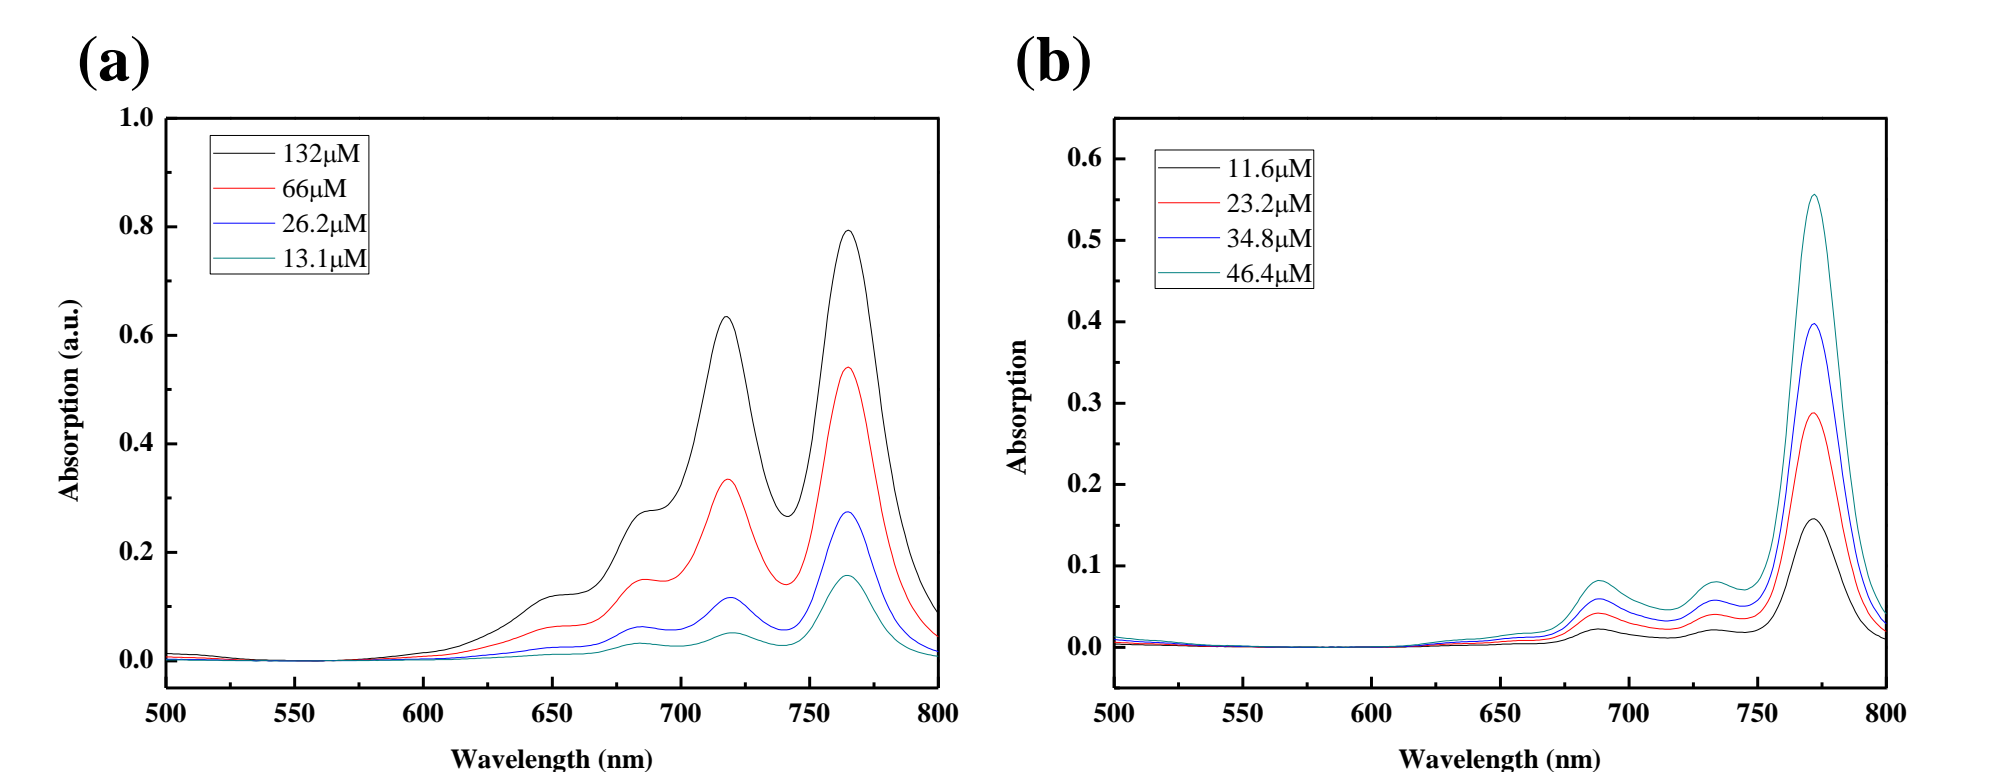 (a)
1.0
0.8
0.6
0.4
0.2
0.0
Absorption (a.u.)
132μM
66μM
26.2μM
13.1μM
500 550 600 650 700 750 800
Wavelength (nm)
(b)
0.6
0.5
0.4
0.3
0.2
0.1
0.0
Absorption
11.6μM
23.2μM
34.8μM
46.4μM
500 550 600 650 700 750 800
Wavelength (nm)